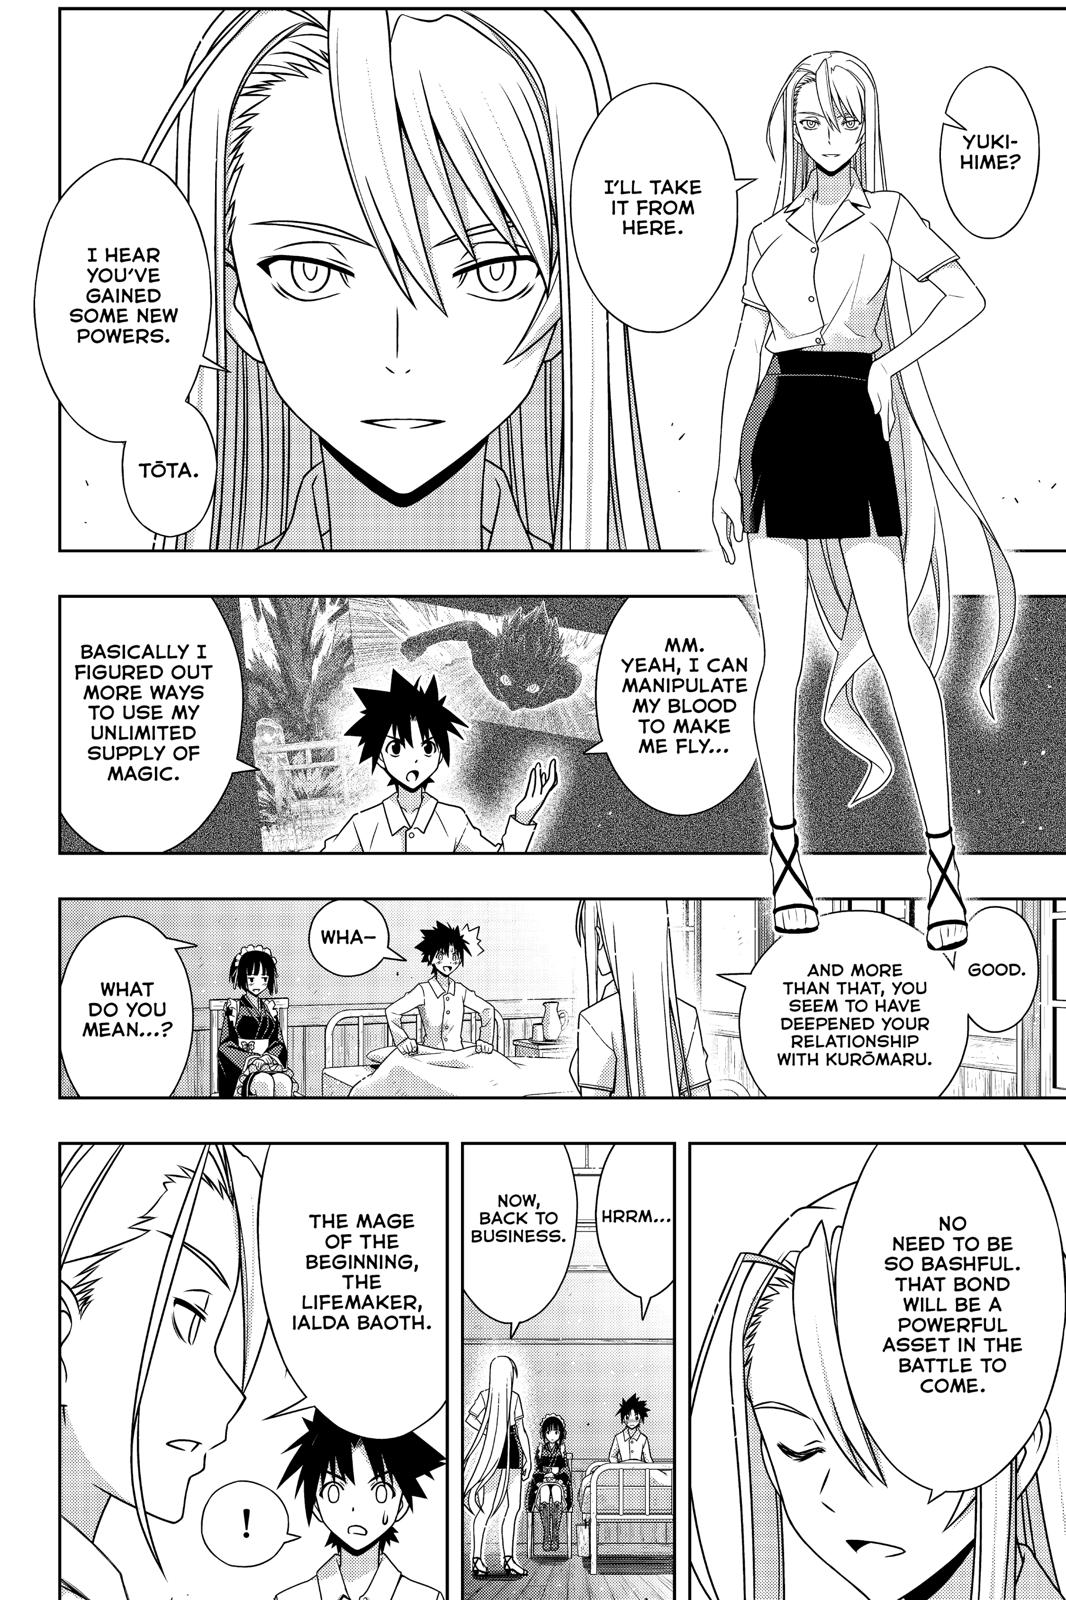 YUKI-
HIME?
I'LL TAKE
IT FROM
HERE.
I HEAR
YOU'VE
GAINED
SOME NEW
POWERS.
TŌTA.
MM.
YEAH, I CAN
MANIPULATE
MY BLOOD
TO MAKE
ME FLY...
BASICALLY I
FIGURED OUT
MORE WAYS
TO USE MY
UNLIMITED
SUPPLY OF
MAGIC.
GOOD.
AND MORE
THAN THAT, YOU
SEEM TO HAVE
DEEPENED YOUR
RELATIONSHIP
WITH KURŌMARU.
WHA–
WHAT
DO YOU
MEAN...?
NO
NEED TO BE
SO BASHFUL.
THAT BOND
WILL BE A
POWERFUL
ASSET IN THE
BATTLE TO
COME.
HRRM...
NOW,
BACK TO
BUSINESS.
THE MAGE
OF THE
BEGINNING,
THE
LIFEMAKER,
IALDA BAOTH.
!